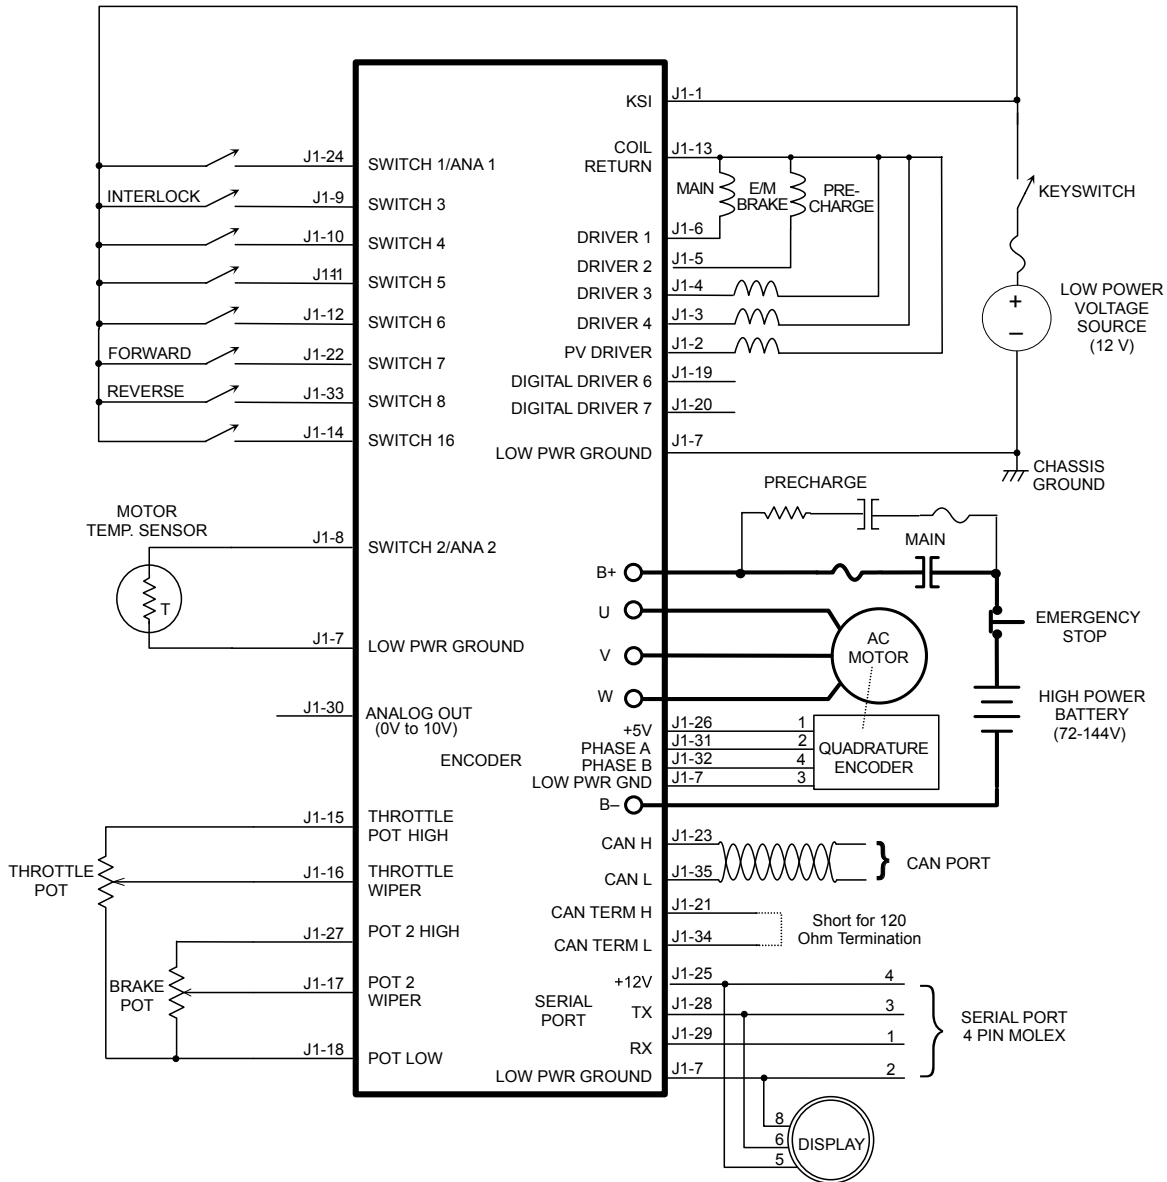 KSI
J1-1
COIL
RETURN
J1-13
MAIN
E/M
BRAKE
PRE-
CHARGE
J1-6
DRIVER 1
J1-5
DRIVER 2
J1-4
DRIVER 3
J1-3
DRIVER 4
J1-2
PV DRIVER
J1-19
DIGITAL DRIVER 6
J1-20
DIGITAL DRIVER 7
J1-7
LOW PWR GROUND
KEYSWITCH
+
–
LOW POWER
VOLTAGE
SOURCE
(12 V)
CHASSIS
GROUND
J1-24
SWITCH 1/ANA 1
INTERLOCK
J1-9
SWITCH 3
J1-10
SWITCH 4
J1-11
SWITCH 5
J1-12
SWITCH 6
FORWARD
J1-22
SWITCH 7
REVERSE
J1-33
SWITCH 8
J1-14
SWITCH 16
MOTOR
TEMP. SENSOR
T
J1-8
SWITCH 2/ANA 2
J1-7
LOW PWR GROUND
J1-30
ANALOG OUT
(0V to 10V)
ENCODER
PRECHARGE
MAIN
B+
U
V
W
AC
MOTOR
EMERGENCY
STOP
HIGH POWER
BATTERY
(72-144V)
+5V
J1-26
1
PHASE A
J1-31
2
PHASE B
J1-32
4
LOW PWR GND
J1-7
3
QUADRATURE
ENCODER
B–
THROTTLE
POT
J1-15
THROTTLE
POT HIGH
J1-16
THROTTLE
WIPER
BRAKE
POT
J1-27
POT 2 HIGH
J1-17
POT 2
WIPER
J1-18
POT LOW
CAN H
J1-23
CAN L
J1-35
} CAN PORT
CAN TERM H
J1-21
CAN TERM L
J1-34
Short for 120
Ohm Termination
SERIAL
PORT
+12V
J1-25
4
TX
J1-28
3
RX
J1-29
1
LOW PWR GROUND
J1-7
2
SERIAL PORT
4 PIN MOLEX
8
6
5
DISPLAY